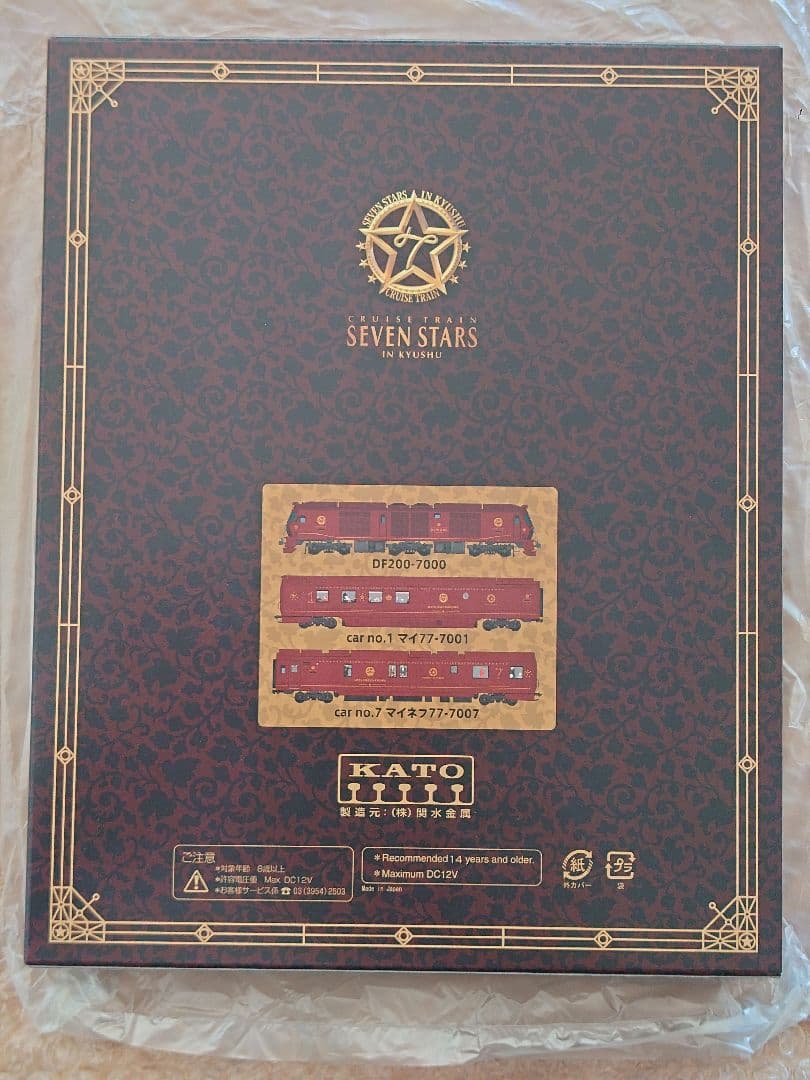 SEVEN STARS IN KYUSHU
7
CRUISE TRAIN
CRUISE TRAIN
SEVEN STARS
IN KYUSHU
DF200-7000
car no.1 マイ77-7001
car no.7 マイネフ77-7007
KATO
製造元:(株)関水金属
ご注意
*対象年齢 8歳以上
*許容電圧値 Max DC12V
*お客様サービス係 ☎ 03(3954)2503
*Recommended 14 years and older.
*Maximum DC12V
Made in Japan
紙
外カバー
プラ
袋